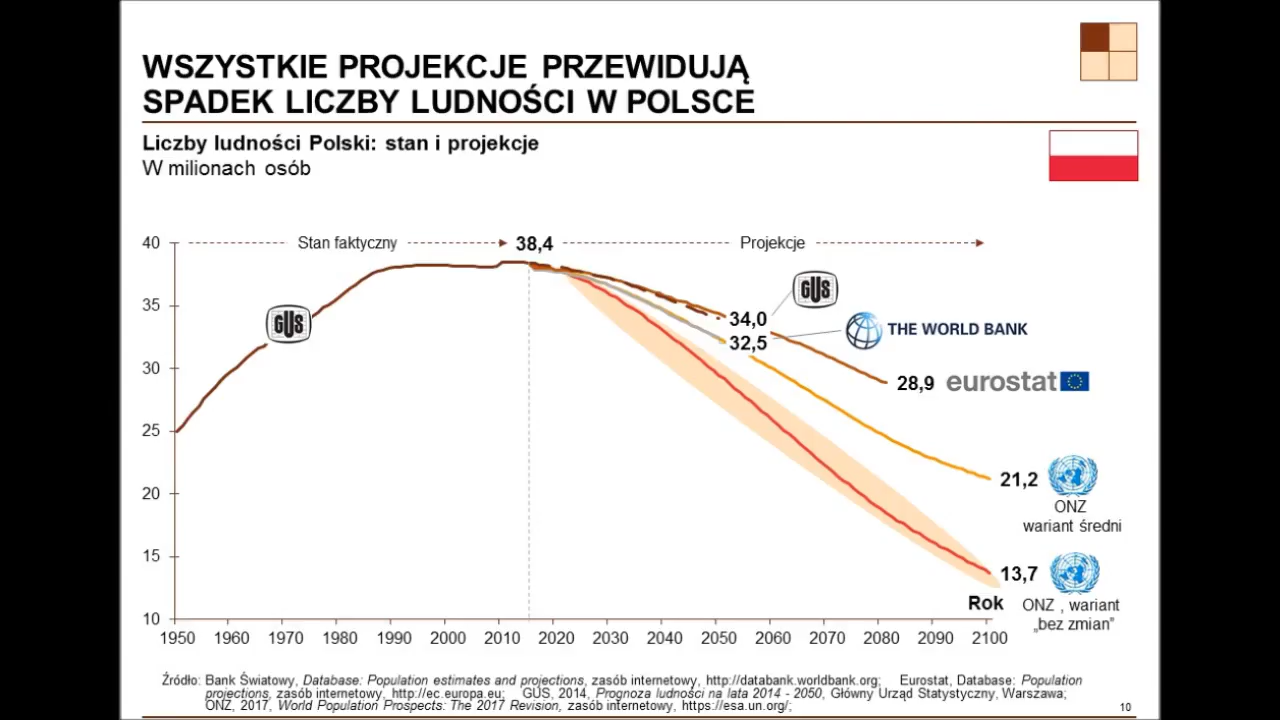 WSZYSTKIE PROJEKCJE PRZEWIDUJĄ
SPADEK LICZBY LUDNOŚCI W POLSCE
Liczby ludności Polski: stan i projekcje
W milionach osób
40
Stan faktyczny
38,4
Projekcje
GUS
35
GUS
34,0
THE WORLD BANK
32,5
30
28,9
eurostat
25
20
21,2
ONZ
wariant średni
15
13,7
Rok
ONZ , wariant
„bez zmian”
10
1950 1960 1970 1980 1990 2000 2010 2020 2030 2040 2050 2060 2070 2080 2090 2100
Źródło: Bank Światowy, Database: Population estimates and projections, zasób internetowy, http://databank.worldbank.org; Eurostat, Database: Population
projections, zasób internetowy, http://ec.europa.eu; GUS, 2014, Prognoza ludności na lata 2014 - 2050, Główny Urząd Statystyczny, Warszawa;
ONZ, 2017, World Population Prospects: The 2017 Revision, zasób internetowy, https://esa.un.org/;
10